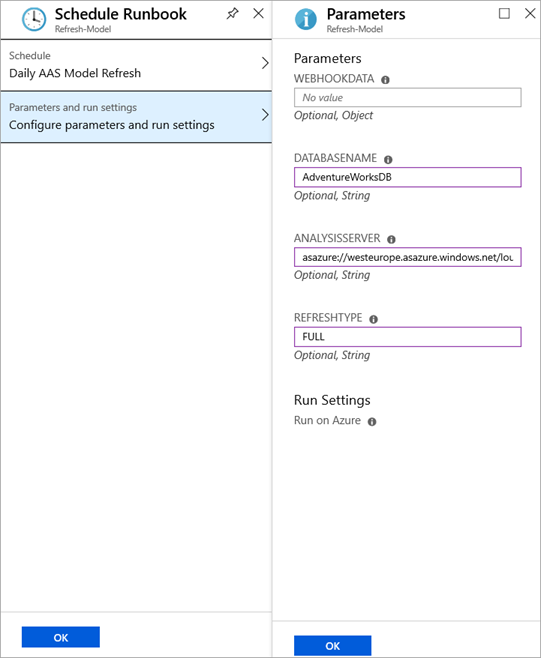 Schedule Runbook
Refresh-Model
Schedule
Daily AAS Model Refresh
Parameters and run settings
Configure parameters and run settings
OK
Parameters
Refresh-Model
Parameters
WEBHOOKDATA
No value
Optional, Object
DATABASENAME
AdventureWorksDB
Optional, String
ANALYSISSERVER
asazure://westeurope.asazure.windows.net/lou
Optional, String
REFRESHTYPE
FULL
Optional, String
Run Settings
Run on Azure
OK